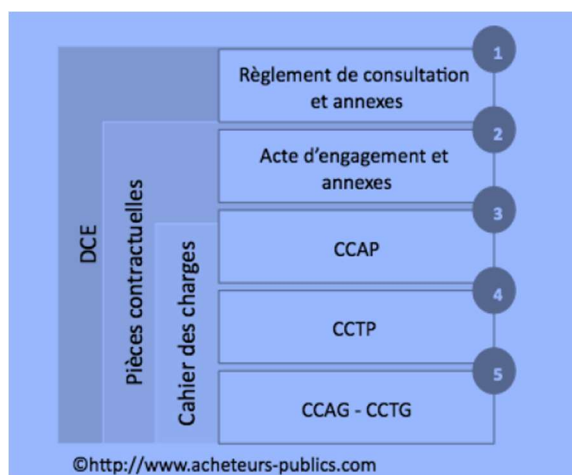 1
Règlement de consultation
et annexes
2
Acte d'engagement et
annexes
3
CCAP
4
CCTP
5
CCAG - CCTG
DCE
Pièces contractuelles
Cahier des charges
©http://www.acheteurs-publics.com